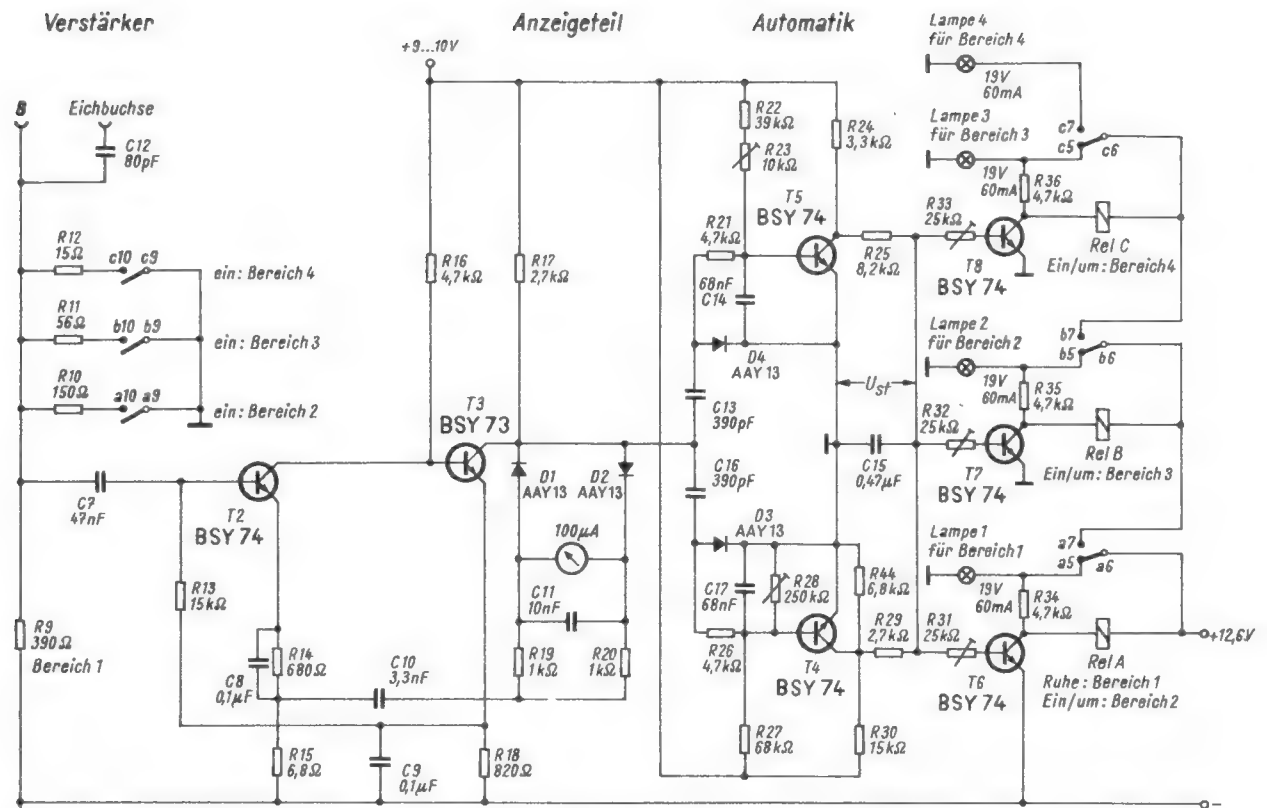 Verstärker
Anzeigeteil
Automatik
+9...10V
B
Eichbuchse
C12
80pF
R12
15Ω
c10 c9
ein: Bereich 4
R11
56Ω
b10 b9
ein: Bereich 3
R10
150Ω
a10 a9
ein: Bereich 2
C7
47nF
T2
BSY 74
R13
15kΩ
R9
390Ω
Bereich 1
C8
0,1µF
R14
680Ω
R15
6,8Ω
C10
3,3nF
C9
0,1µF
R18
820Ω
R16
4,7kΩ
R17
2,7kΩ
T3
BSY 73
D1
AAY13
D2
AAY13
100µA
C11
10nF
R19
1kΩ
R20
1kΩ
R22
39kΩ
R23
10kΩ
R24
3,3kΩ
T5
BSY 74
R21
4,7kΩ
68nF
C14
D4
AAY 13
C13
390pF
C16
390pF
D3
AAY 13
C17
68nF
R28
250kΩ
R26
4,7kΩ
T4
BSY 74
R27
68kΩ
R25
8,2kΩ
Ust
C15
0,47µF
R44
6,8kΩ
R29
2,7kΩ
R30
15kΩ
Lampe 4
für Bereich 4
19V
60mA
Lampe 3
für Bereich 3
19V
60mA
c7
c5
c6
R36
4,7kΩ
R33
25kΩ
T8
BSY 74
Rel C
Ein/um: Bereich 4
Lampe 2
für Bereich 2
19V
60mA
b7
b5
b6
R35
4,7kΩ
R32
25kΩ
T7
BSY 74
Rel B
Ein/um: Bereich 3
Lampe 1
für Bereich 1
19V
60mA
a7
a5
a6
R34
4,7kΩ
R31
25kΩ
T6
BSY 74
Rel A
Ruhe: Bereich 1
Ein/um: Bereich 2
+12,6V
−